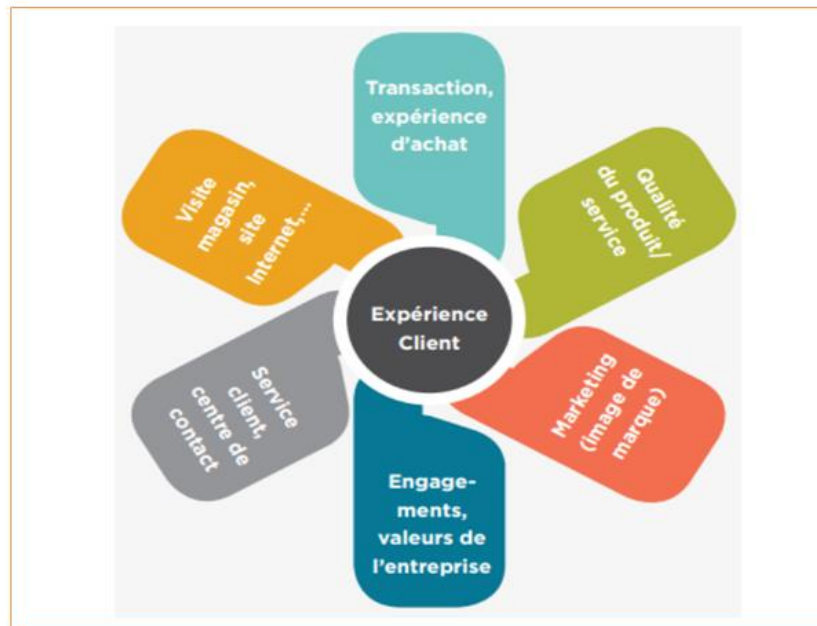 Transaction,
expérience
d'achat
Qualité
du produit/
service
Marketing
(image de
marque)
Engage-
ments,
valeurs de
l'entreprise
Service
client,
centre de
contact
Visite
magasin,
site
Internet,...
Expérience
Client